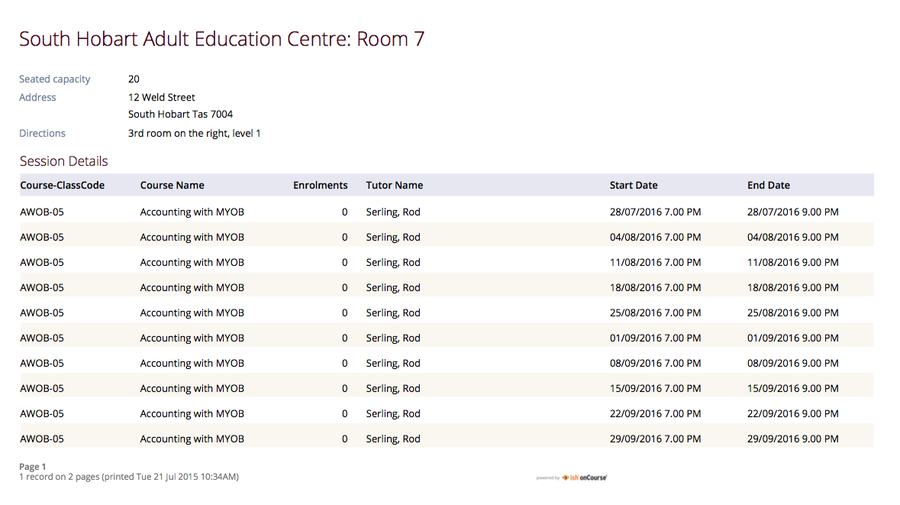 South Hobart Adult Education Centre: Room 7
Seated capacity 20
Address 12 Weld Street
South Hobart Tas 7004
Directions 3rd room on the right, level 1
Session Details
Course-ClassCode Course Name Enrolments Tutor Name Start Date End Date
AWOB-05 Accounting with MYOB 0 Serling, Rod 28/07/2016 7.00 PM 28/07/2016 9.00 PM
AWOB-05 Accounting with MYOB 0 Serling, Rod 04/08/2016 7.00 PM 04/08/2016 9.00 PM
AWOB-05 Accounting with MYOB 0 Serling, Rod 11/08/2016 7.00 PM 11/08/2016 9.00 PM
AWOB-05 Accounting with MYOB 0 Serling, Rod 18/08/2016 7.00 PM 18/08/2016 9.00 PM
AWOB-05 Accounting with MYOB 0 Serling, Rod 25/08/2016 7.00 PM 25/08/2016 9.00 PM
AWOB-05 Accounting with MYOB 0 Serling, Rod 01/09/2016 7.00 PM 01/09/2016 9.00 PM
AWOB-05 Accounting with MYOB 0 Serling, Rod 08/09/2016 7.00 PM 08/09/2016 9.00 PM
AWOB-05 Accounting with MYOB 0 Serling, Rod 15/09/2016 7.00 PM 15/09/2016 9.00 PM
AWOB-05 Accounting with MYOB 0 Serling, Rod 22/09/2016 7.00 PM 22/09/2016 9.00 PM
AWOB-05 Accounting with MYOB 0 Serling, Rod 29/09/2016 7.00 PM 29/09/2016 9.00 PM
Page 1
1 record on 2 pages (printed Tue 21 Jul 2015 10:34AM)
powered by ish onCourse